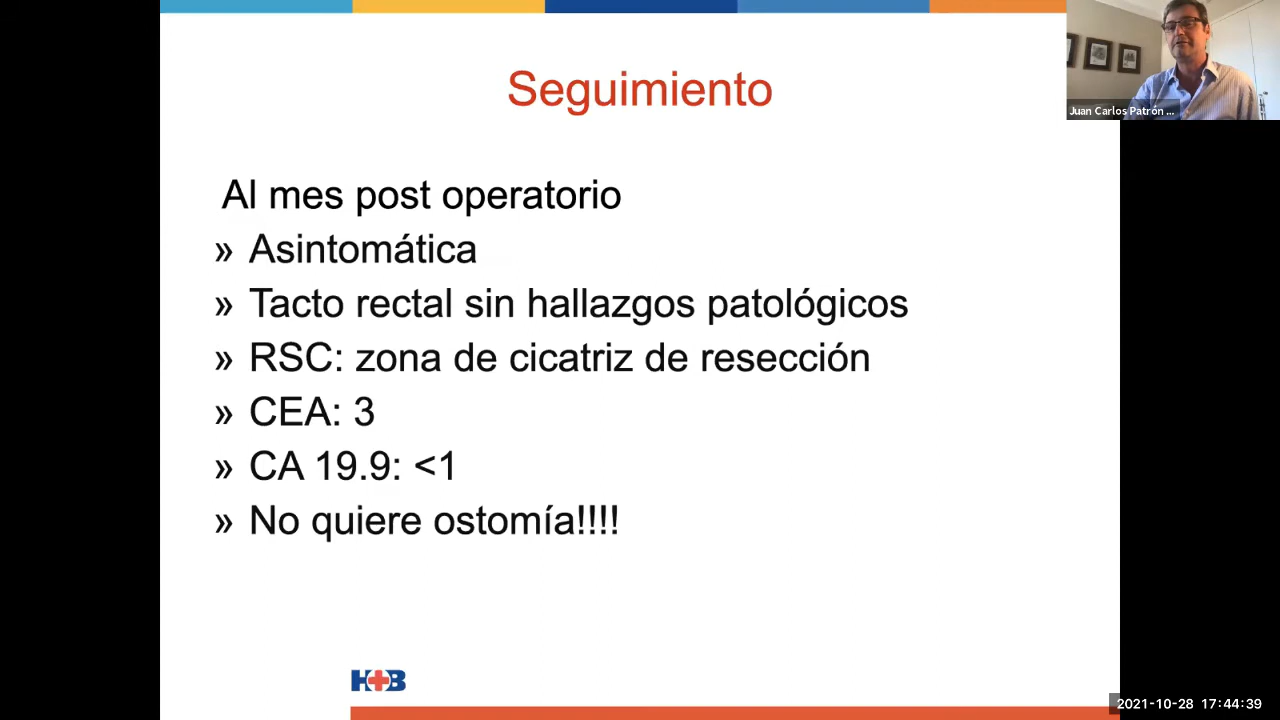 Seguimiento
Juan Carlos Patrón ...
Al mes post operatorio
» Asintomática
» Tacto rectal sin hallazgos patológicos
» RSC: zona de cicatriz de resección
» CEA: 3
» CA 19.9: <1
» No quiere ostomía!!!!
H+B
2021-10-28 17:44:39